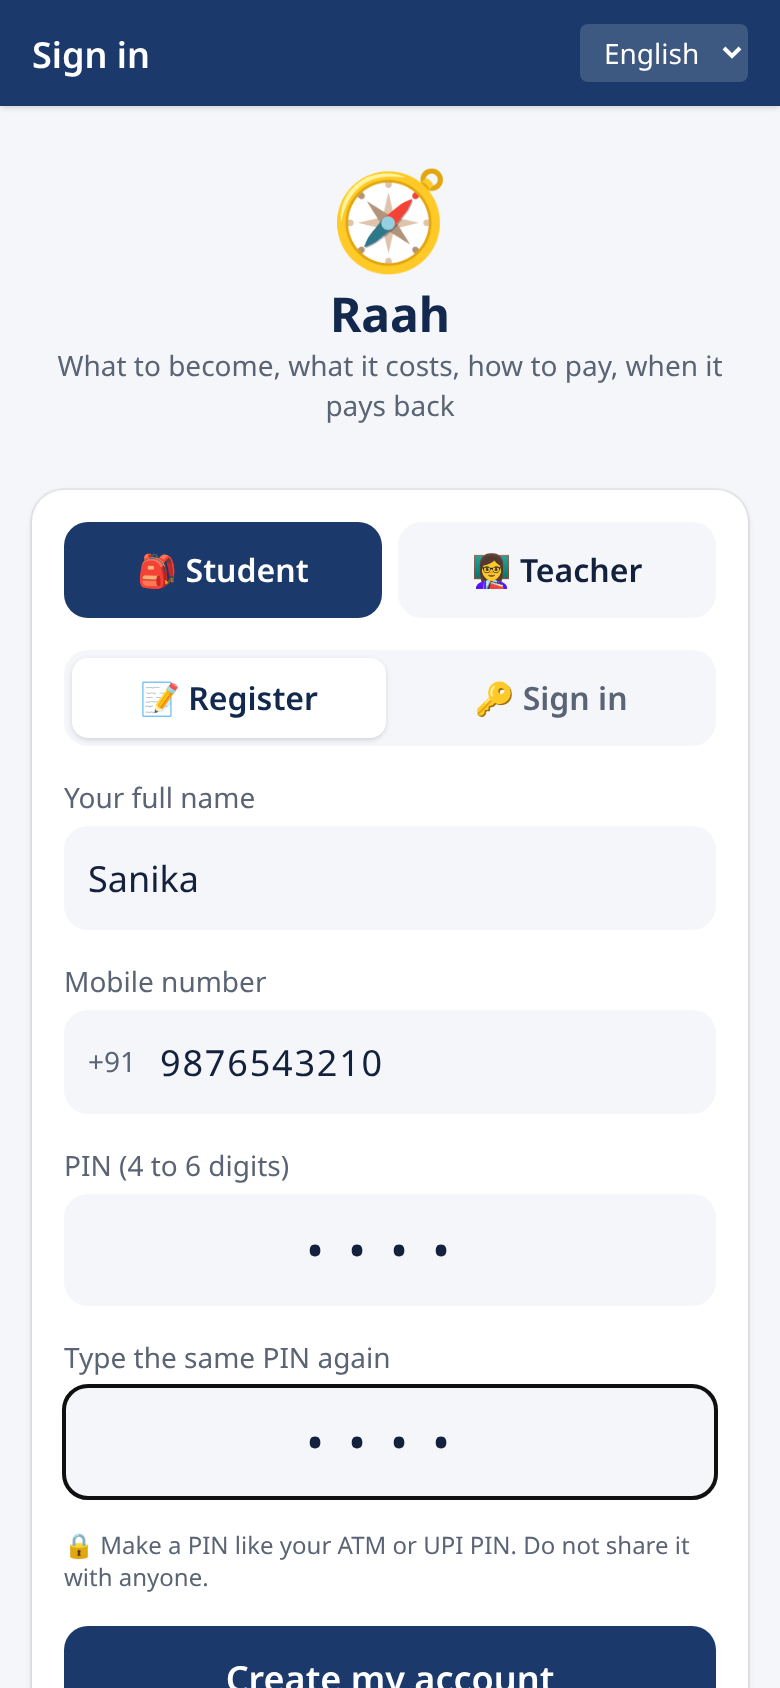 Sign in
English
Raah
What to become, what it costs, how to pay, when it
pays back
Student
Teacher
Register
Sign in
Your full name
Sanika
Mobile number
+91 9876543210
PIN (4 to 6 digits)
• • • •
Type the same PIN again
• • • •
Make a PIN like your ATM or UPI PIN. Do not share it
with anyone.
Create my account